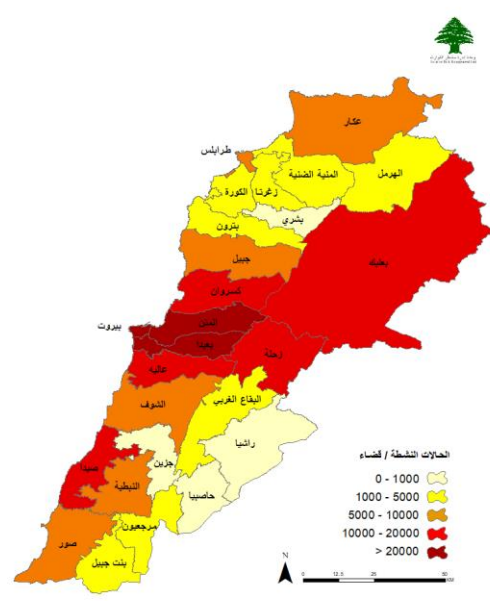 عكار
طرابلس
المنية الضنية
الهرمل
زغرتا
الكورة
بشري
بترون
بعلبك
جبيل
كسروان
المتن
بيروت
بعبدا
زحلة
عاليه
البقاع الغربي
الشوف
راشيا
صيدا
جزين
النبطية
حاصبيا
مرجعيون
صور
بنت جبيل
الحالات النشطة / قضاء
0 - 1000
1000 - 5000
5000 - 10000
10000 - 20000
> 20000
N
0 12.5 25 50
KM